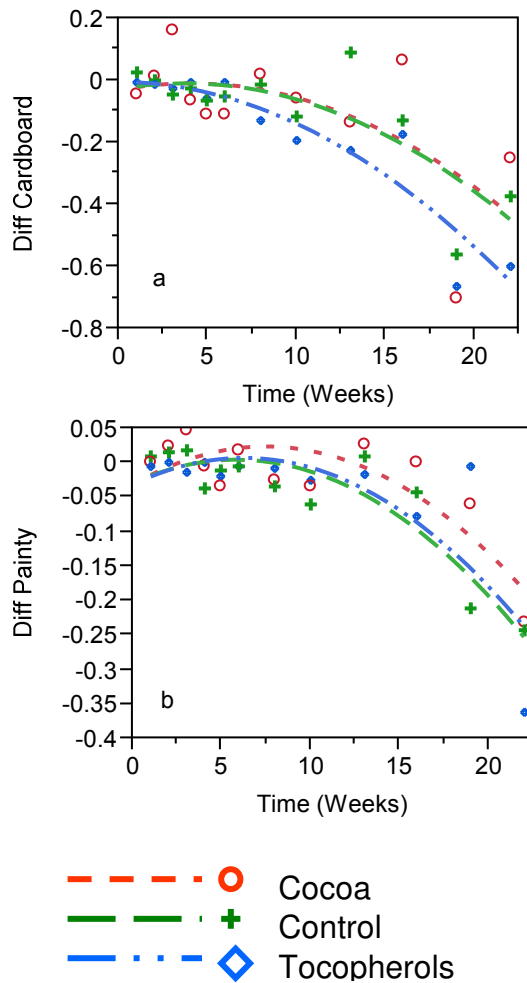 0.2
0
-0.2
-0.4
-0.6
-0.8
Diff Cardboard
a
0 5 10 15 20
Time (Weeks)
0.05
0
-0.05
-0.1
-0.15
-0.2
-0.25
-0.3
-0.35
-0.4
Diff Painty
b
0 5 10 15 20
Time (Weeks)
Cocoa
Control
Tocopherols